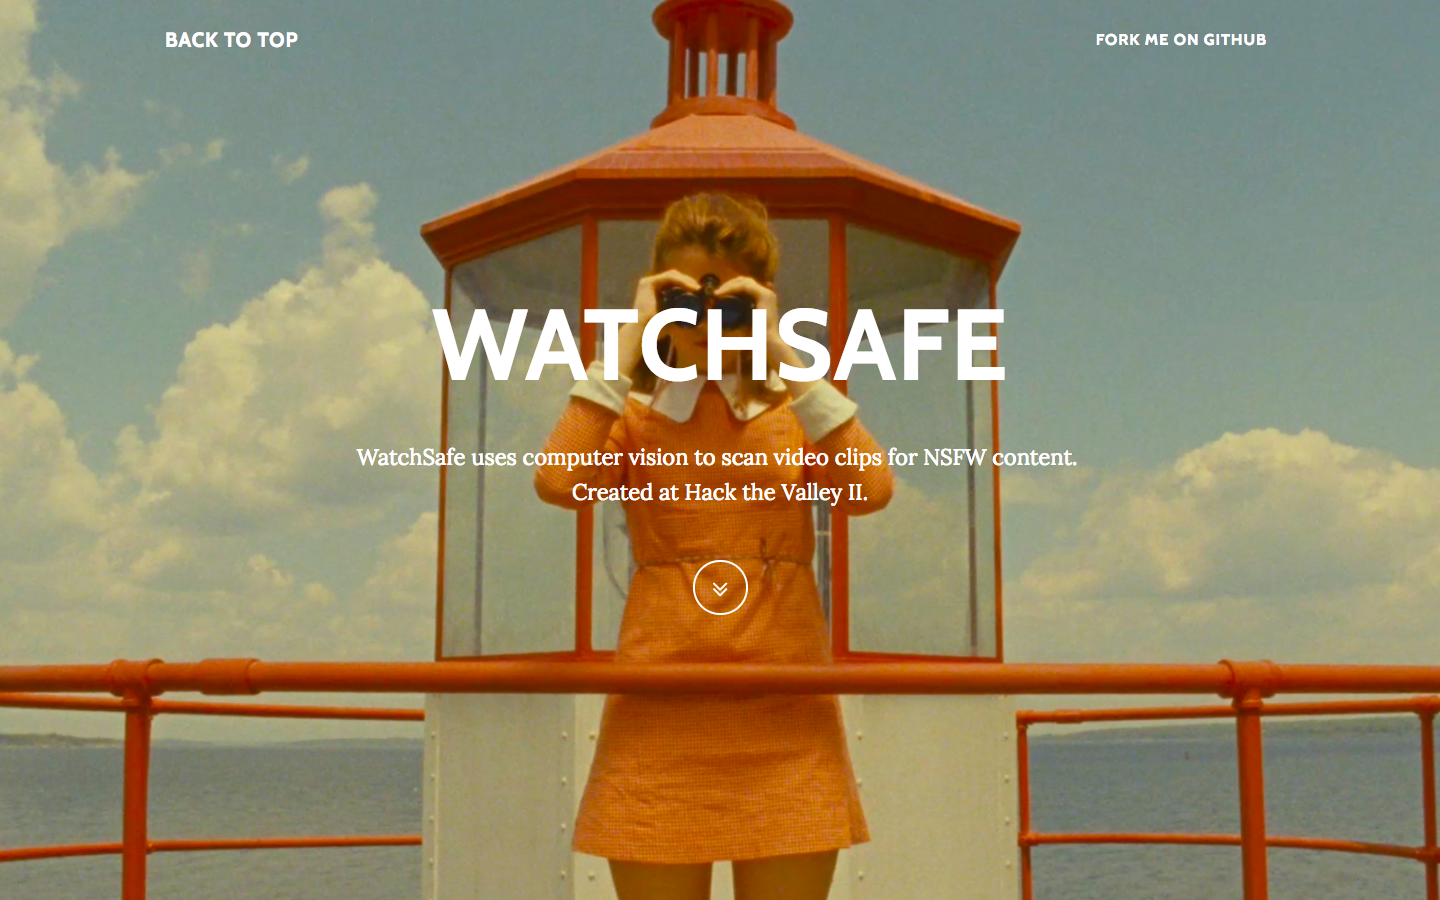 BACK TO TOP
FORK ME ON GITHUB
WATCHSAFE
WatchSafe uses computer vision to scan video clips for NSFW content.
Created at Hack the Valley II.